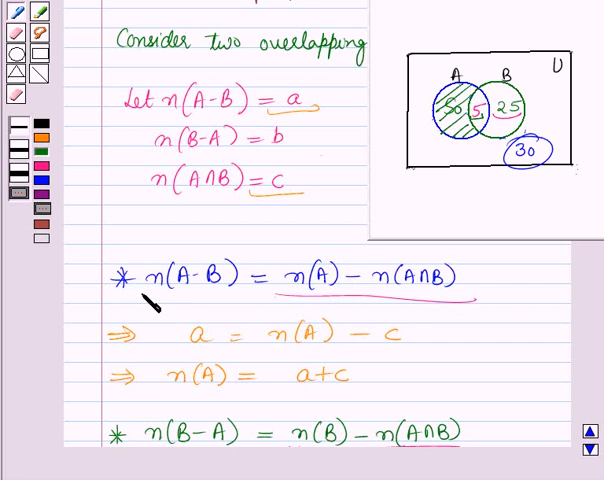 Consider two overlapping
Let n(A-B) = a
n(B-A) = b
n(A∩B) = c
A B U
50 5 25
30
* n(A-B) = n(A) - n(A∩B)
⇒ a = n(A) - c
⇒ n(A) = a+c
* n(B-A) = n(B) - n(A∩B)